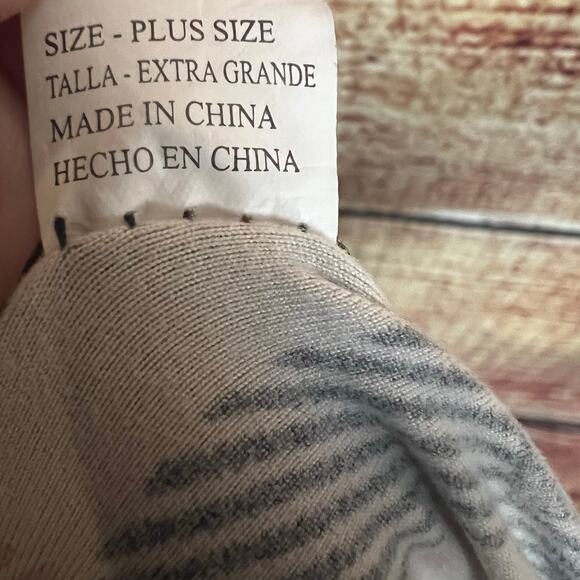 SIZE - PLUS SIZE
TALLA - EXTRA GRANDE
MADE IN CHINA
HECHO EN CHINA